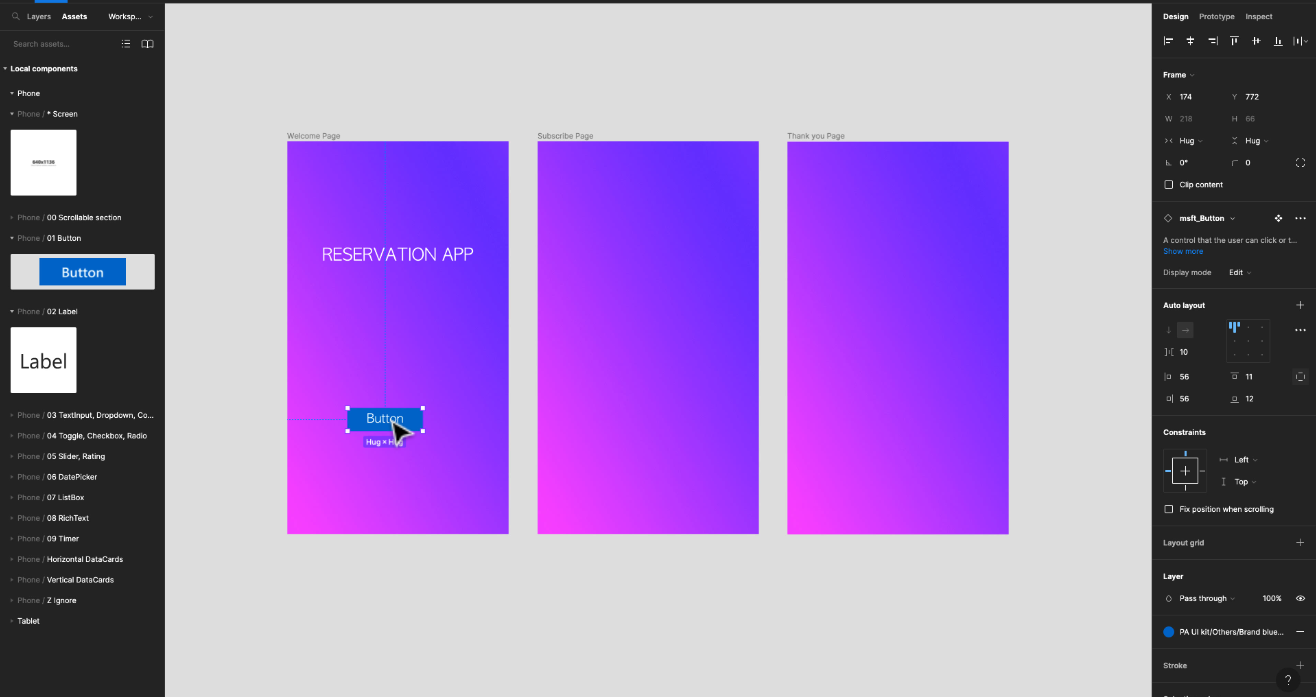 Layers Assets Worksp...
Search assets...
Local components
Phone
Phone / * Screen
640x1136
Phone / 00 Scrollable section
Phone / 01 Button
Button
Phone / 02 Label
Label
Phone / 03 TextInput, Dropdown, Co...
Phone / 04 Toggle, Checkbox, Radio
Phone / 05 Slider, Rating
Phone / 06 DatePicker
Phone / 07 ListBox
Phone / 08 RichText
Phone / 09 Timer
Phone / Horizontal DataCards
Phone / Vertical DataCards
Phone / Z Ignore
Tablet
Welcome Page
RESERVATION APP
Button
Hug × Hug
Subscribe Page
Thank you Page
Design Prototype Inspect
Frame
X 174 Y 772
W 218 H 66
Hug Hug
0° 0
Clip content
msft_Button
A control that the user can click or t...
Show more
Display mode Edit
Auto layout
10
56 11
56 12
Constraints
Left
Top
Fix position when scrolling
Layout grid
Layer
Pass through 100%
PA UI kit/Others/Brand blue...
Stroke
?